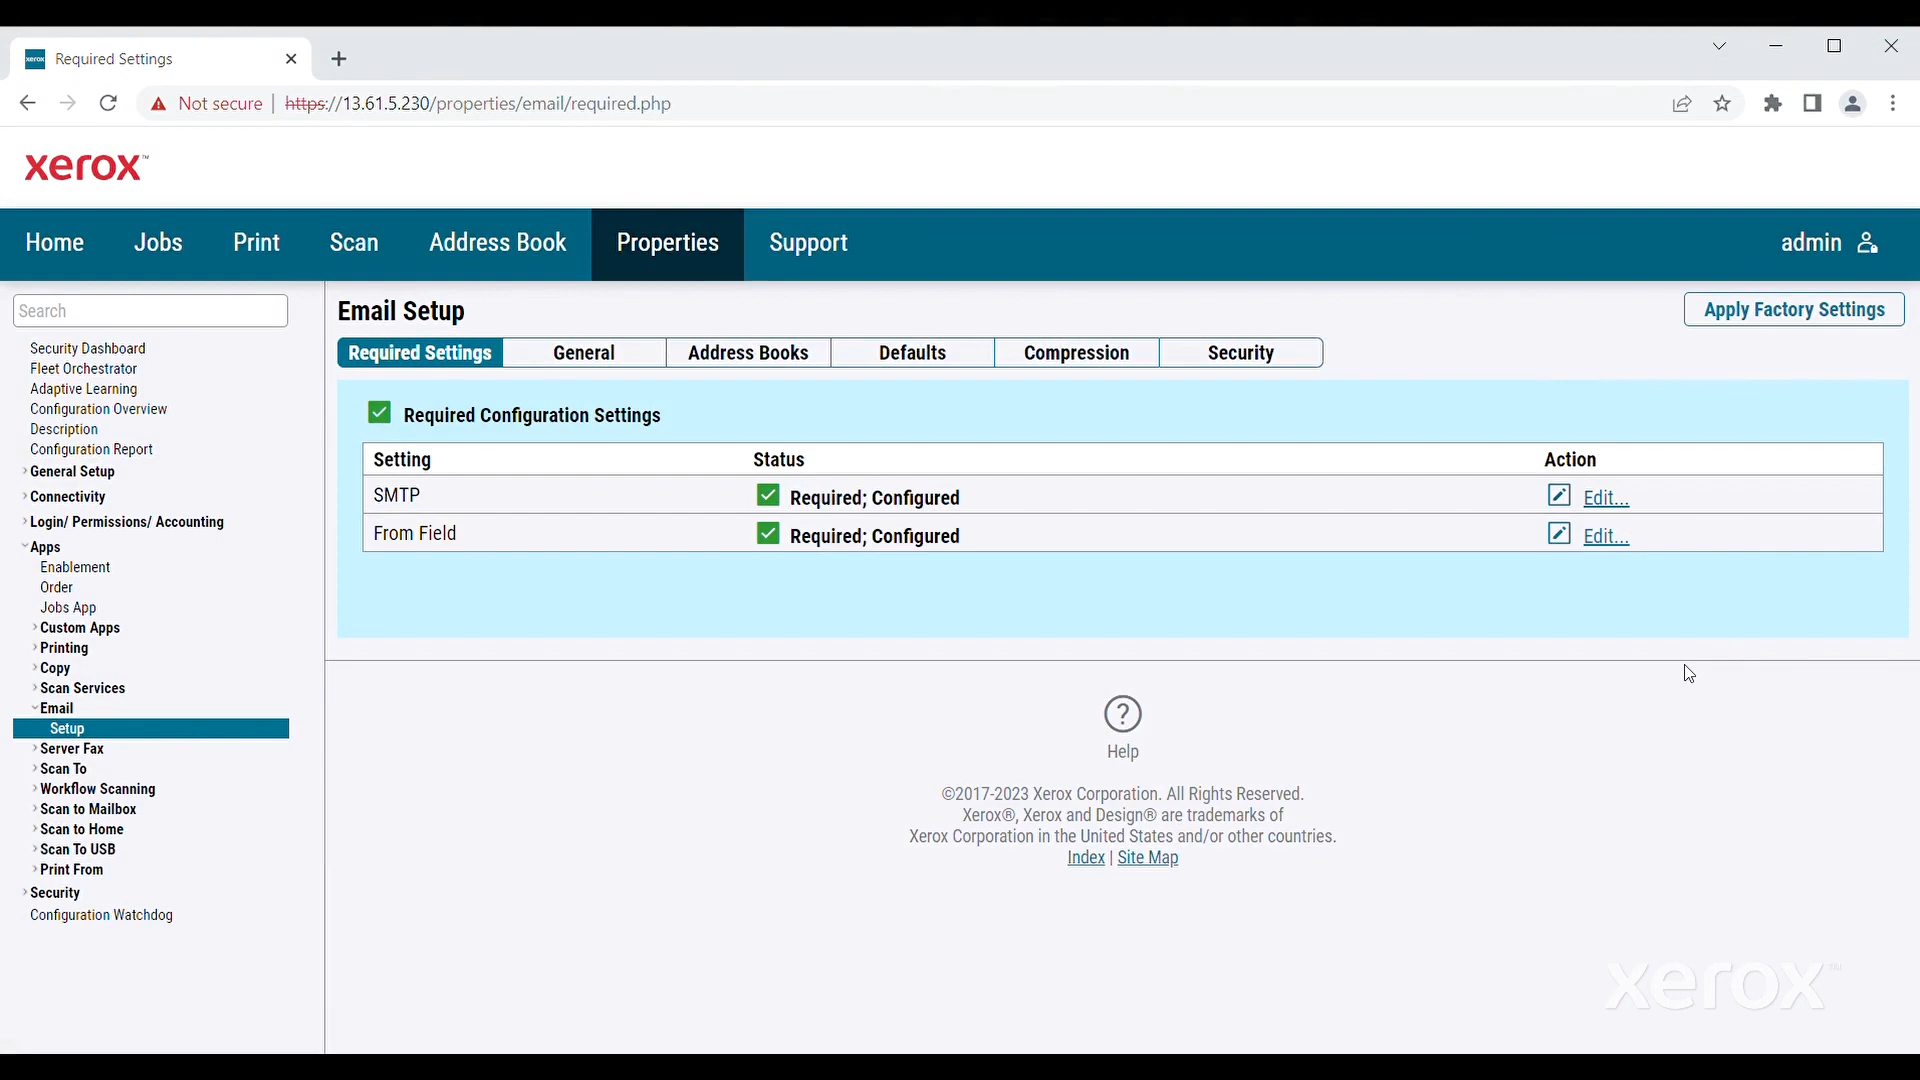 xerox
Required Settings
Not secure | https://13.61.5.230/properties/email/required.php
xerox™
Home
Jobs
Print
Scan
Address Book
Properties
Support
admin
Search
Security Dashboard
Fleet Orchestrator
Adaptive Learning
Configuration Overview
Description
Configuration Report
General Setup
Connectivity
Login/ Permissions/ Accounting
Apps
Enablement
Order
Jobs App
Custom Apps
Printing
Copy
Scan Services
Email
Setup
Server Fax
Scan To
Workflow Scanning
Scan to Mailbox
Scan to Home
Scan To USB
Print From
Security
Configuration Watchdog
Email Setup
Apply Factory Settings
Required Settings
General
Address Books
Defaults
Compression
Security
Required Configuration Settings
Setting Status Action
SMTP Required; Configured Edit...
From Field Required; Configured Edit...
?
Help
©2017-2023 Xerox Corporation. All Rights Reserved.
Xerox®, Xerox and Design® are trademarks of
Xerox Corporation in the United States and/or other countries.
Index | Site Map
xerox™